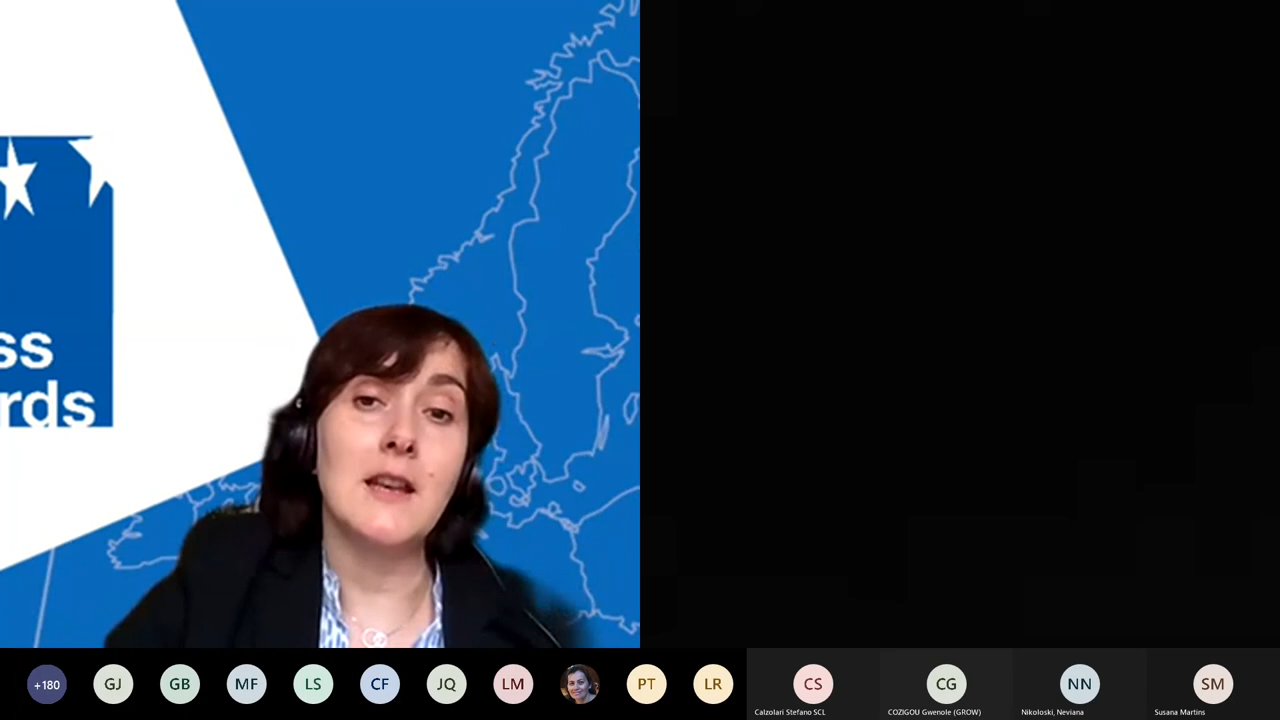 ss
rds
+180
GJ
GB
MF
LS
CF
JQ
LM
PT
LR
CS
CG
NN
SM
Calzolari Stefano SCL
COZIGOU Gwenole (GROW)
Nikoloski, Neviana
Susana Martins